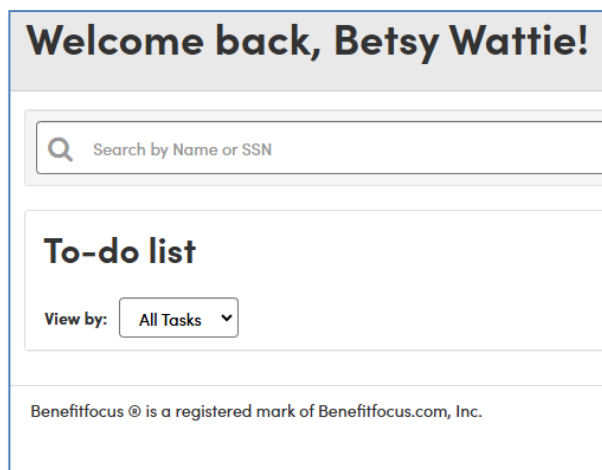 Welcome back, Betsy Wattie!
Search by Name or SSN
To-do list
View by: All Tasks
Benefitfocus ® is a registered mark of Benefitfocus.com, Inc.